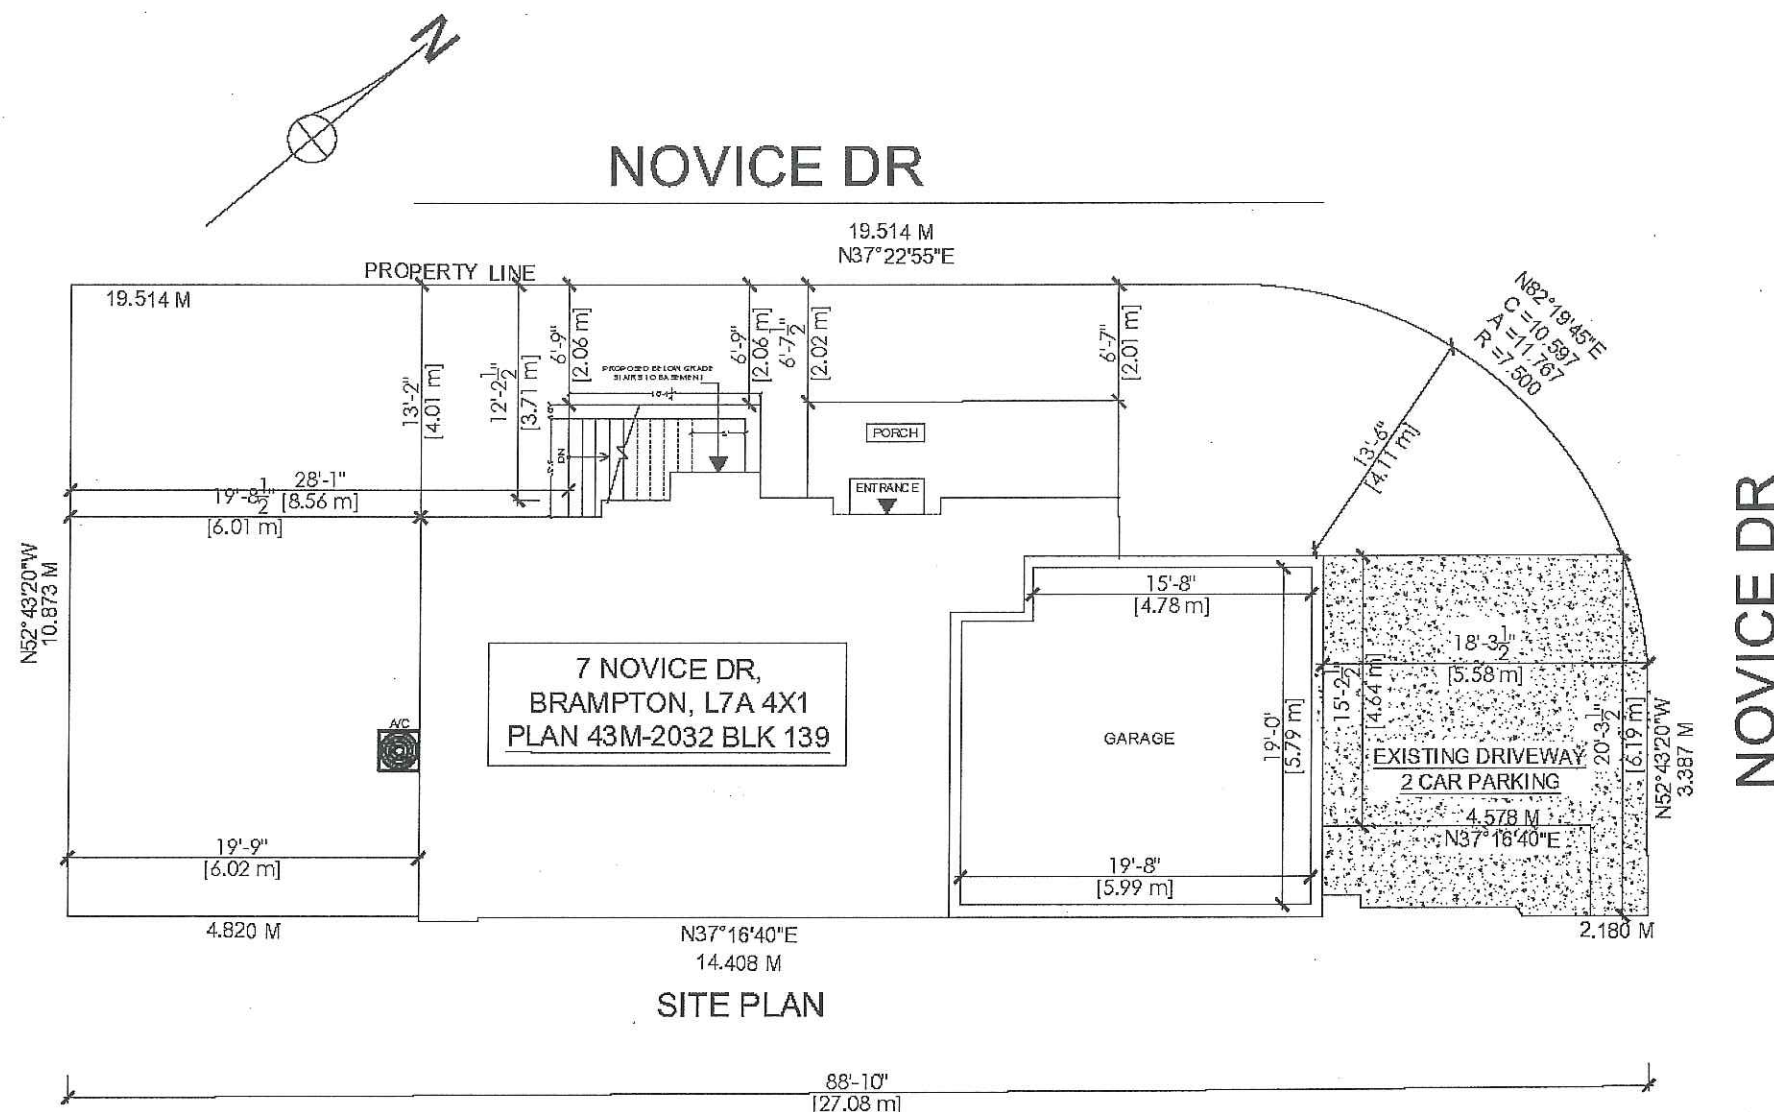 N
NOVICE DR
19.514 M
N37°22'55"E
PROPERTY LINE
19.514 M
N82°19'45"E
C =10.597
A =11.767
R =7.500
6'-9"
[2.06 m]
6'-9"
[2.06 m]
6'-7 1/2"
[2.02 m]
6'-7"
[2.01 m]
13'-2"
[4.01 m]
12'-2 1/2"
[3.71 m]
PROPOSED BELOW GRADE
STAIRS TO BASEMENT
DN
PORCH
ENTRANCE
13'-6"
[4.11 m]
28'-1"
[8.56 m]
19'-8 1/2"
[6.01 m]
N52°43'20"W
10.873 M
NOVICE DR
15'-8"
[4.78 m]
18'-3 1/2"
[5.58 m]
15'-2 1/2"
[4.64 m]
7 NOVICE DR,
BRAMPTON, L7A 4X1
PLAN 43M-2032 BLK 139
A/C
GARAGE
19'-0"
[5.79 m]
EXISTING DRIVEWAY
2 CAR PARKING
20'-3 1/2"
[6.19 m]
N52°43'20"W
3.387 M
4.578 M
N37°16'40"E
19'-9"
[6.02 m]
19'-8"
[5.99 m]
4.820 M
N37°16'40"E
14.408 M
2.180 M
SITE PLAN
88'-10"
[27.08 m]